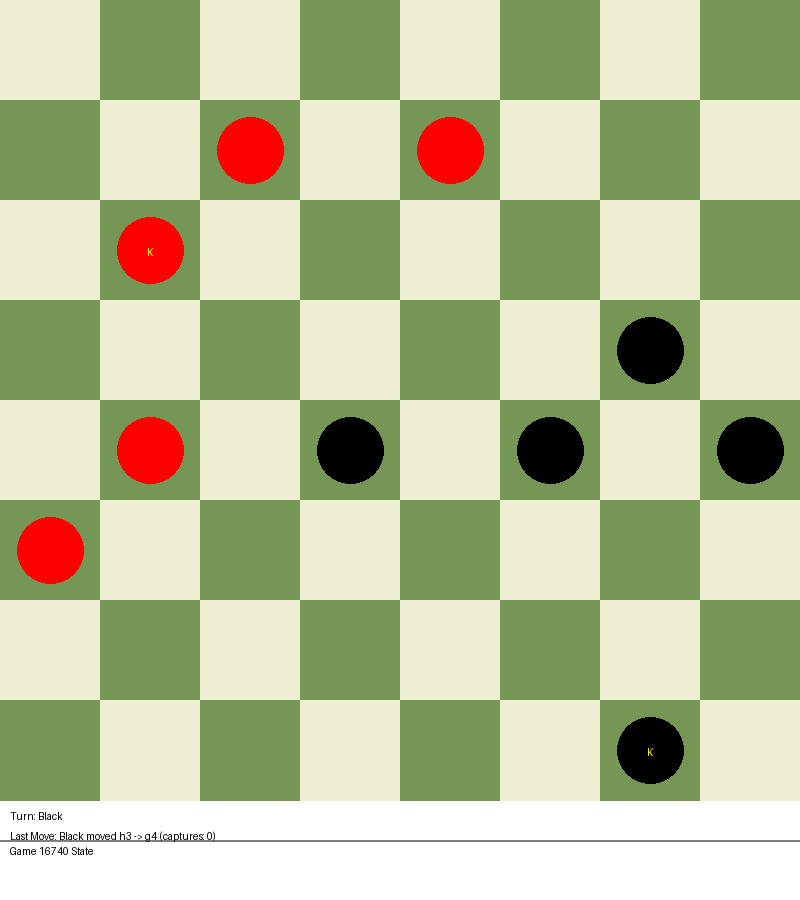 K
K
Turn: Black
Last Move: Black moved h3 -> g4 (captures: 0)
Game 16740 State